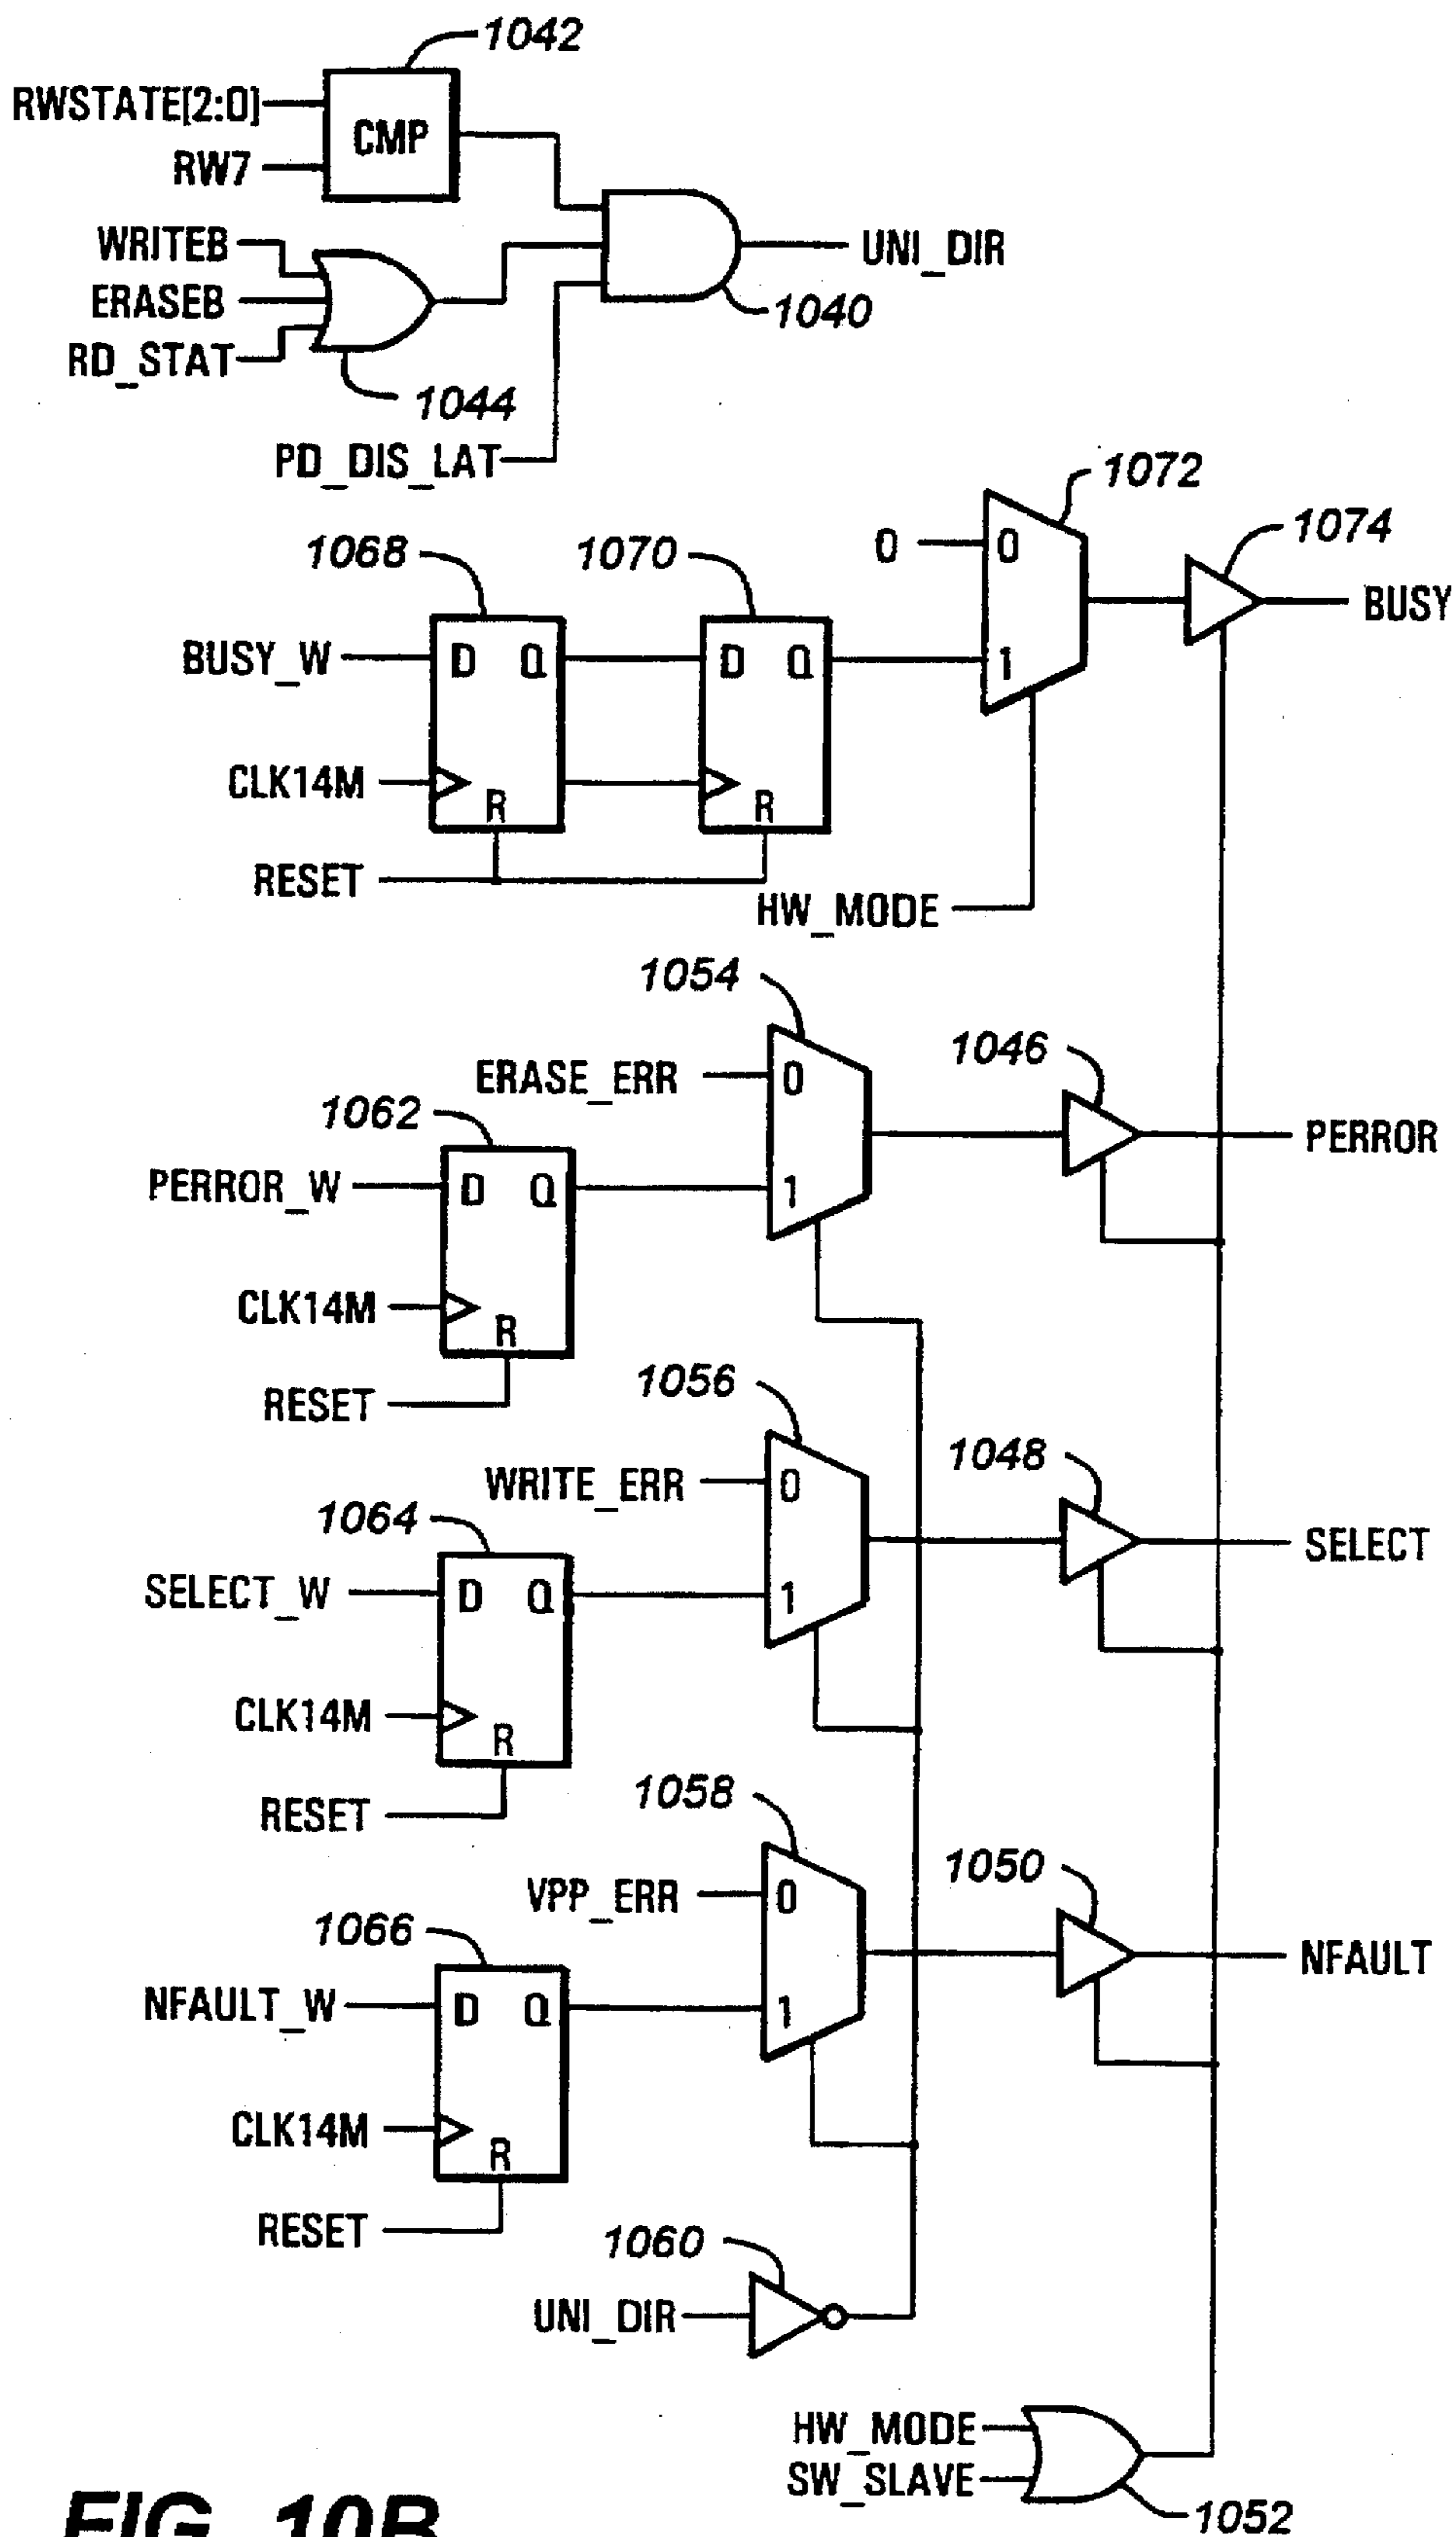 1042
RWSTATE[2:0]
CMP
RW7
WRITEB
ERASEB
UNI_DIR
RD_STAT
1040
1044
PD_DIS_LAT
1072
1068
1070
0
0
1074
BUSY
BUSY_W
D Q
D Q
1
CLK14M
R
R
RESET
HW_MODE
1054
1046
ERASE_ERR
0
1062
PERROR
PERROR_W
D Q
1
CLK14M
R
1056
RESET
1048
WRITE_ERR
0
1064
SELECT
SELECT_W
D Q
1
CLK14M
R
1058
RESET
1050
VPP_ERR
0
1066
NFAULT
NFAULT_W
D Q
1
CLK14M
R
RESET
1060
UNI_DIR
HW_MODE
SW_SLAVE
1052
FIG. 10B